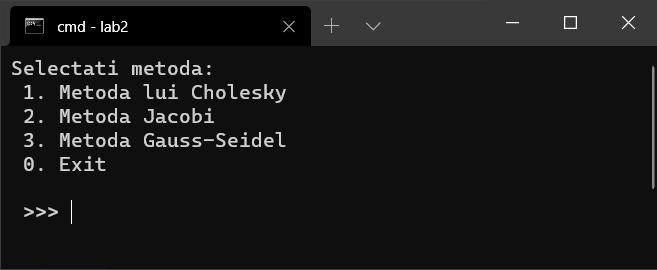 cmd - lab2
Selectati metoda:
1. Metoda lui Cholesky
2. Metoda Jacobi
3. Metoda Gauss-Seidel
0. Exit
>>>